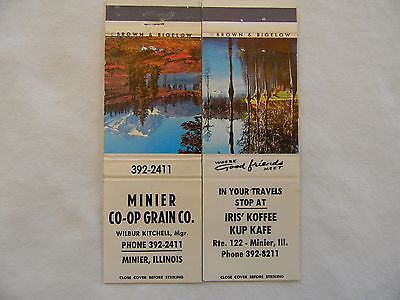 BROWN & BIGELOW
392-2411
MINIER
CO-OP GRAIN CO.
WILBUR KITCHELL, Mgr.
PHONE 392-2411
MINIER, ILLINOIS
CLOSE COVER BEFORE STRIKING
BROWN & BIGELOW
WHERE
Good friends
MEET
IN YOUR TRAVELS
STOP AT
IRIS' KOFFEE
KUP KAFE
Rte. 122 - Minier, Ill.
Phone 392-8211
CLOSE COVER BEFORE STRIKING